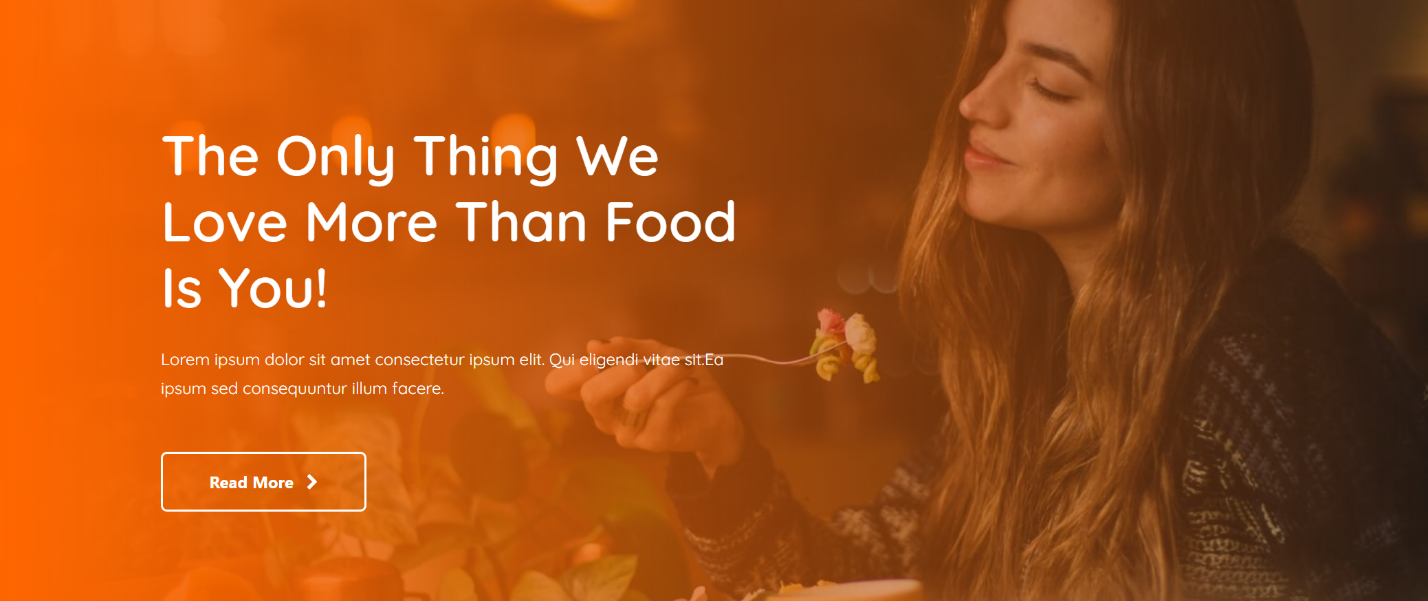 The Only Thing We
Love More Than Food
Is You!
Lorem ipsum dolor sit amet consectetur ipsum elit. Qui eligendi vitae sit.Ea
ipsum sed consequuntur illum facere.
Read More